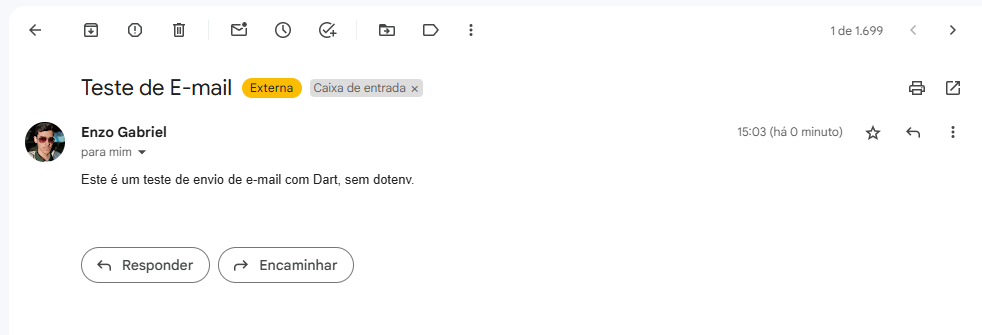 1 de 1.699
Teste de E-mail Externa Caixa de entrada ×
Enzo Gabriel 15:03 (há 0 minuto)
para mim
Este é um teste de envio de e-mail com Dart, sem dotenv.
Responder Encaminhar